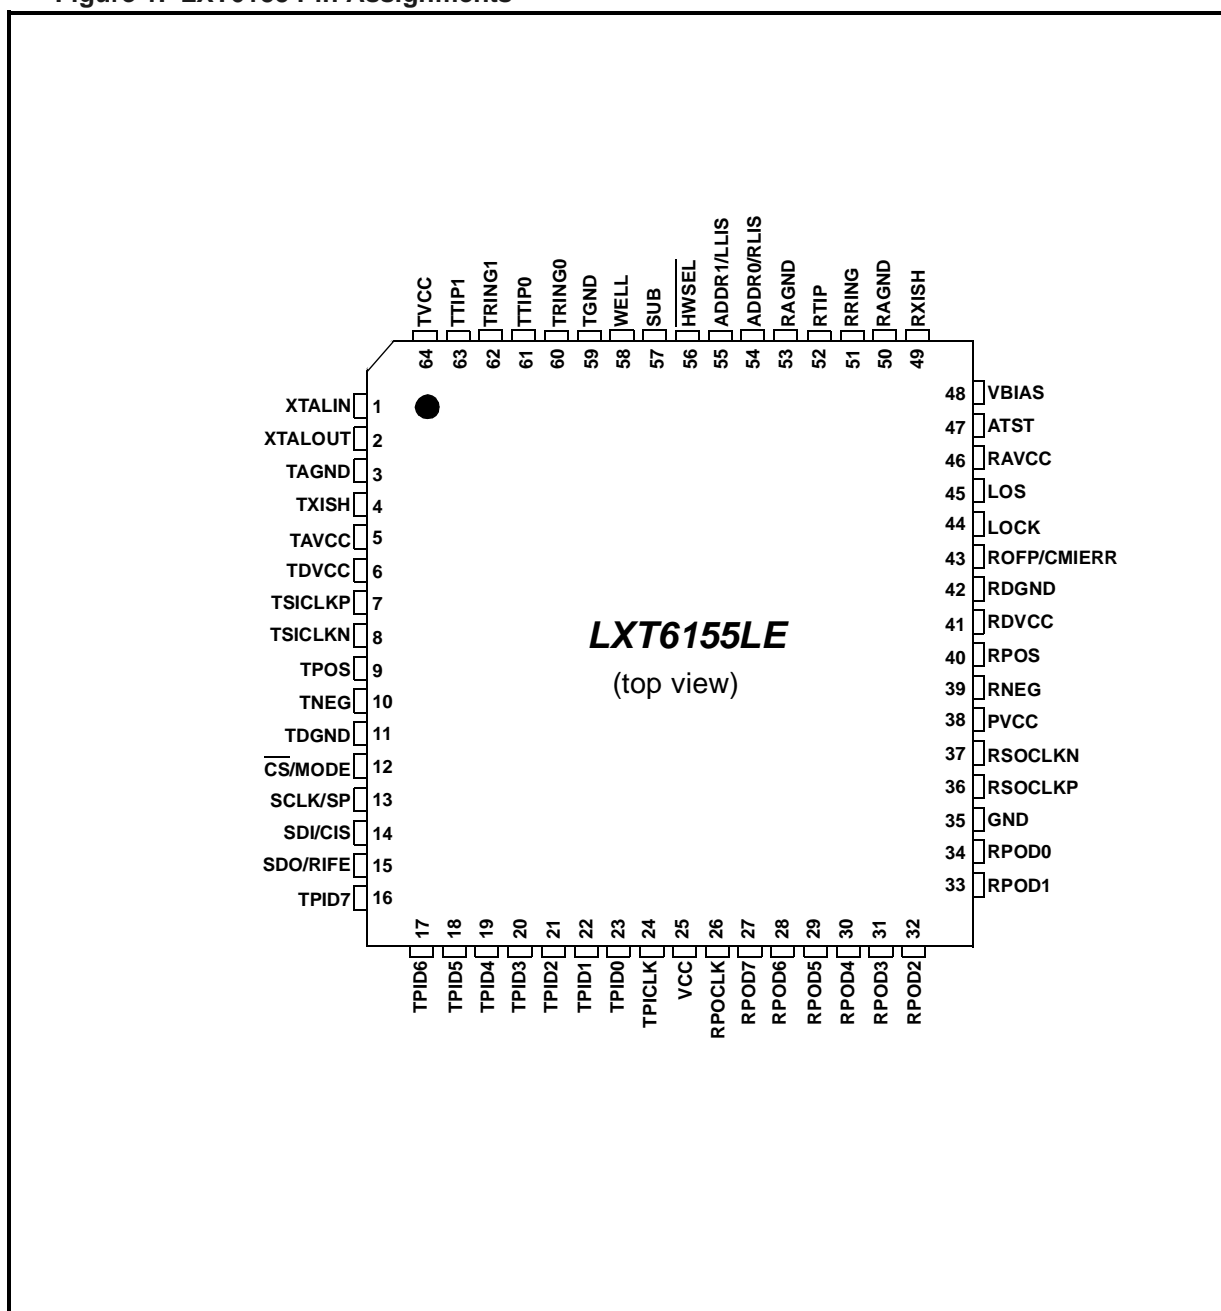 Figure 1. LXT6155 Pin Assignments
TVCC
TTIP1
TRING1
TTIP0
TRING0
TGND
WELL
SUB
HWSEL
ADDR1/LLIS
ADDR0/RLIS
RAGND
RTIP
RRING
RAGND
RXISH
64 63 62 61 60 59 58 57 56 55 54 53 52 51 50 49
XTALIN 1
XTALOUT 2
TAGND 3
TXISH 4
TAVCC 5
TDVCC 6
TSICLKP 7
TSICLKN 8
TPOS 9
TNEG 10
TDGND 11
CS/MODE 12
SCLK/SP 13
SDI/CIS 14
SDO/RIFE 15
TPID7 16
LXT6155LE
(top view)
48 VBIAS
47 ATST
46 RAVCC
45 LOS
44 LOCK
43 ROFP/CMIERR
42 RDGND
41 RDVCC
40 RPOS
39 RNEG
38 PVCC
37 RSOCLKN
36 RSOCLKP
35 GND
34 RPOD0
33 RPOD1
17 18 19 20 21 22 23 24 25 26 27 28 29 30 31 32
TPID6
TPID5
TPID4
TPID3
TPID2
TPID1
TPID0
TPICLK
VCC
RPOCLK
RPOD7
RPOD6
RPOD5
RPOD4
RPOD3
RPOD2